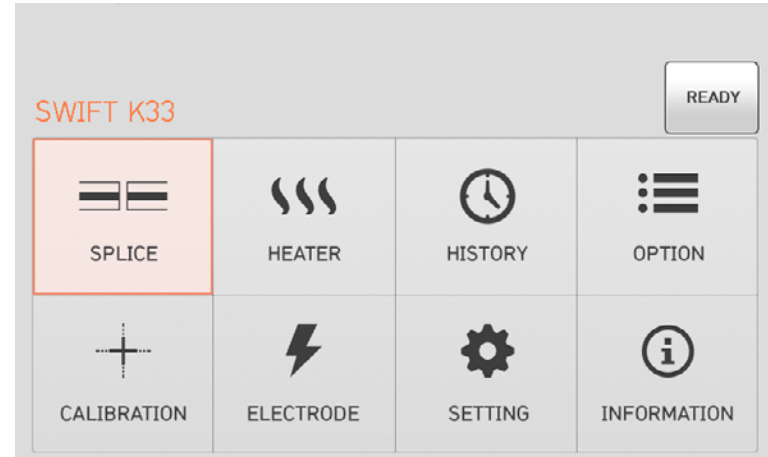 READY
SWIFT K33
SPLICE HEATER HISTORY OPTION
CALIBRATION ELECTRODE SETTING INFORMATION